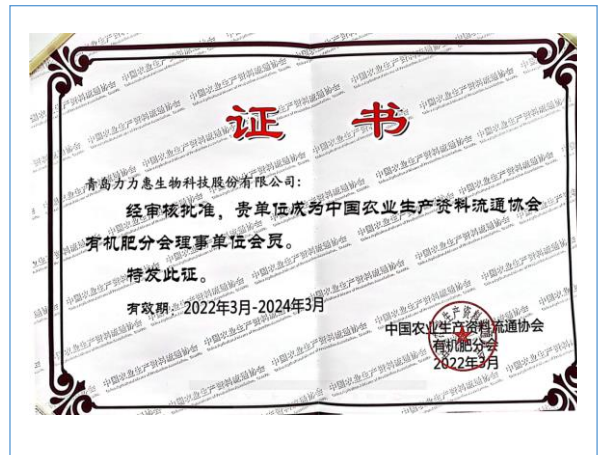 证 书
青岛力力惠生物科技股份有限公司：
经审核批准，贵单位成为中国农业生产资料流通协会
有机肥分会理事单位会员。
特发此证。
有效期：2022年3月-2024年3月
中国农业生产资料流通协会
有机肥分会
2022年3月